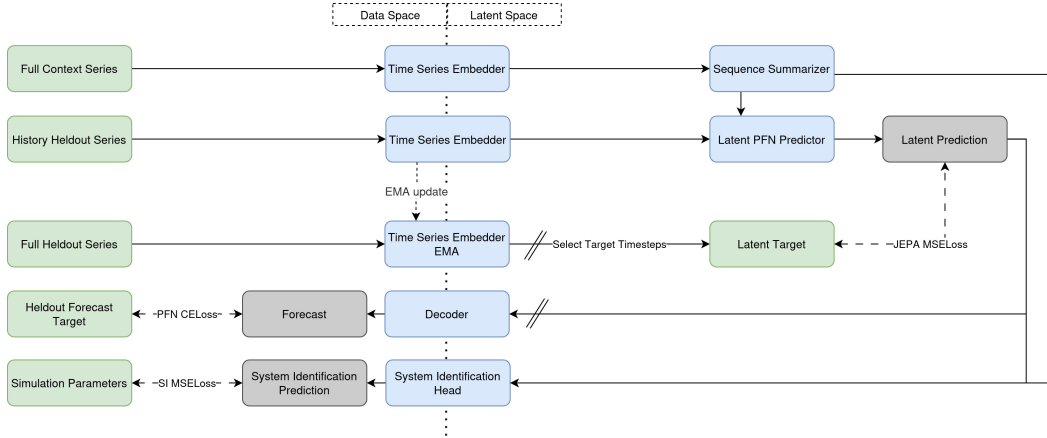 Data Space
Latent Space
Full Context Series
Time Series Embedder
Sequence Summarizer
History Heldout Series
Time Series Embedder
Latent PFN Predictor
Latent Prediction
EMA update
Full Heldout Series
Time Series Embedder
EMA
Select Target Timesteps
Latent Target
JEPA MSELoss
Heldout Forecast
Target
PFN CELoss
Forecast
Decoder
Simulation Parameters
SI MSELoss
System Identification
Prediction
System Identification
Head